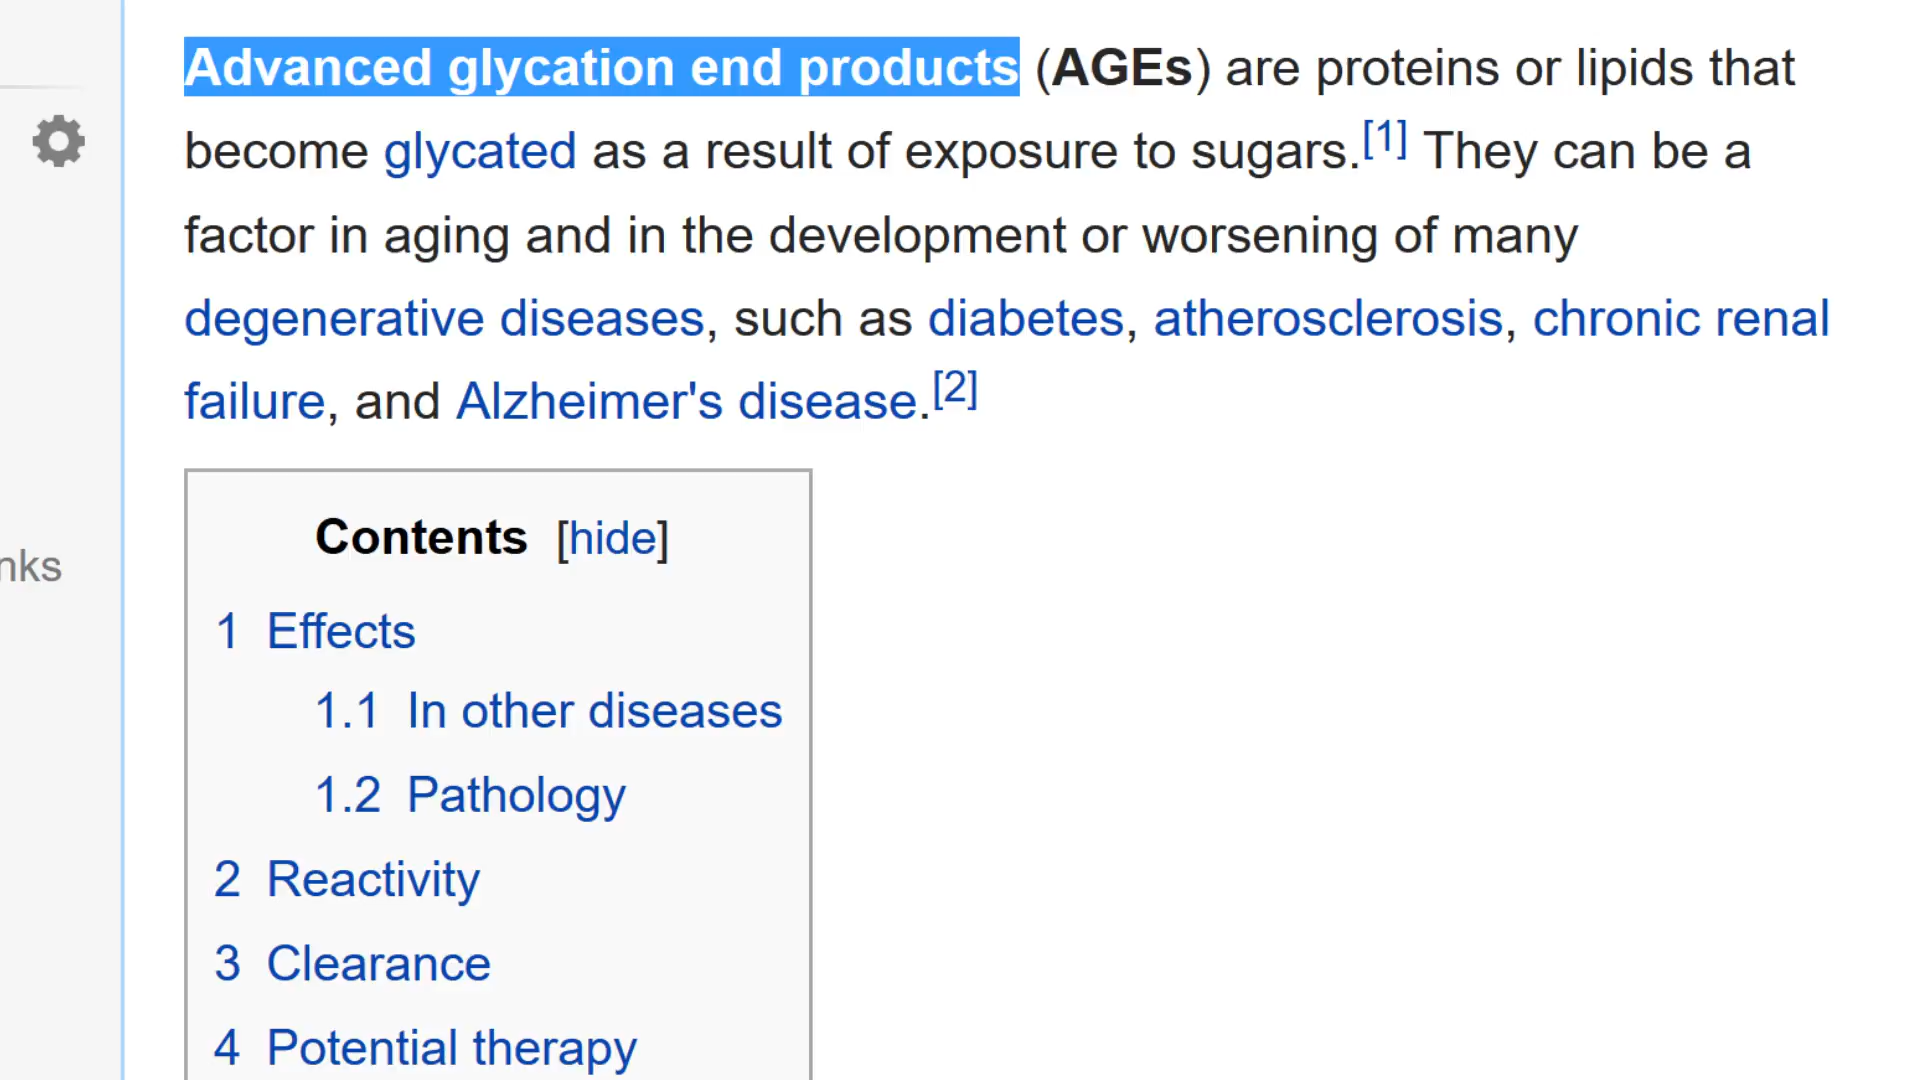 Advanced glycation end products (AGEs) are proteins or lipids that
become glycated as a result of exposure to sugars.[1] They can be a
factor in aging and in the development or worsening of many
degenerative diseases, such as diabetes, atherosclerosis, chronic renal
failure, and Alzheimer's disease.[2]
nks
Contents [hide]
1 Effects
1.1 In other diseases
1.2 Pathology
2 Reactivity
3 Clearance
4 Potential therapy